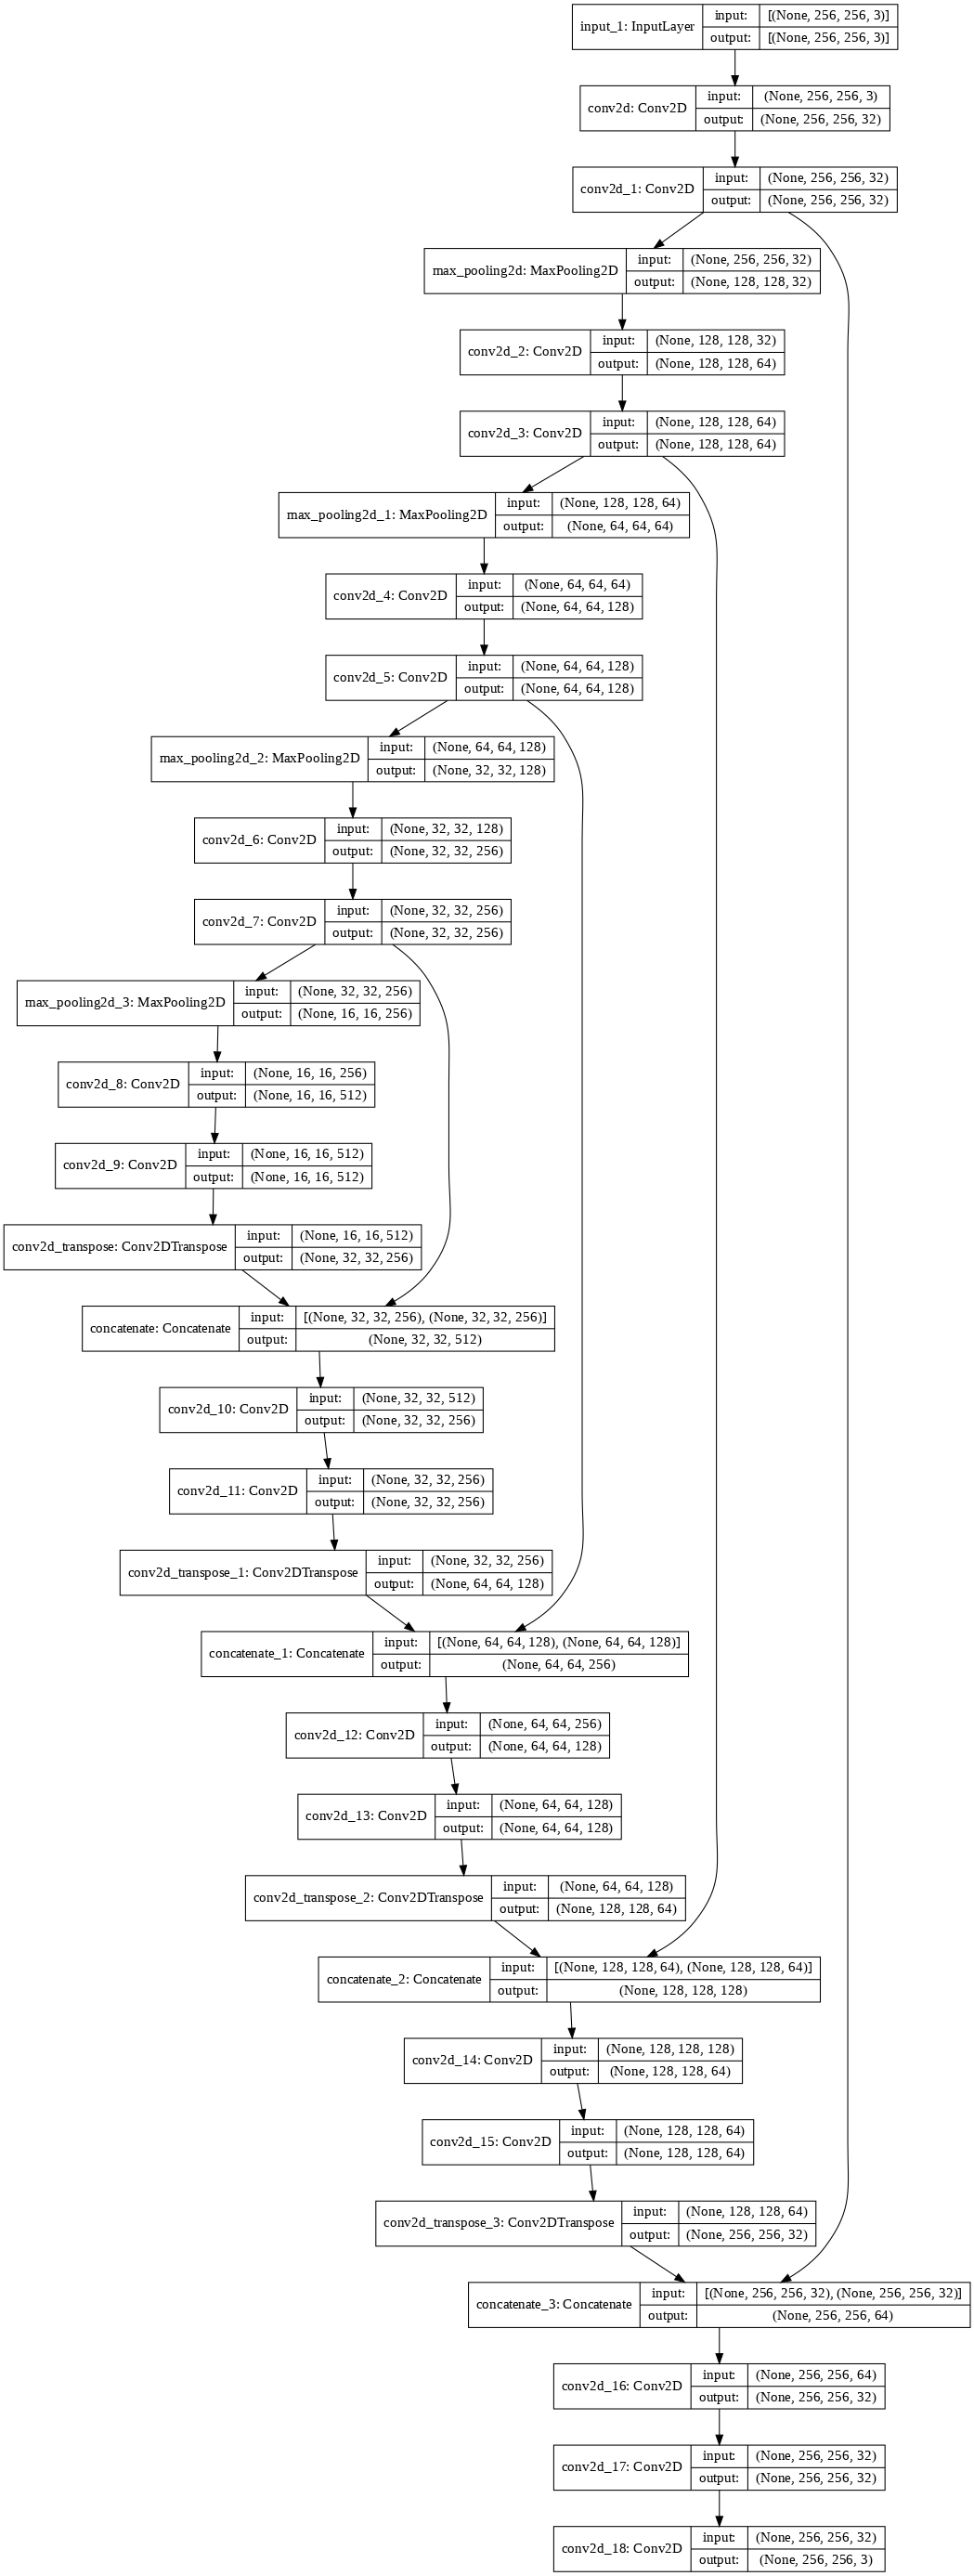 input_1: InputLayer input: [(None, 256, 256, 3)]
output: [(None, 256, 256, 3)]
conv2d: Conv2D input: (None, 256, 256, 3)
output: (None, 256, 256, 32)
conv2d_1: Conv2D input: (None, 256, 256, 32)
output: (None, 256, 256, 32)
max_pooling2d: MaxPooling2D input: (None, 256, 256, 32)
output: (None, 128, 128, 32)
conv2d_2: Conv2D input: (None, 128, 128, 32)
output: (None, 128, 128, 64)
conv2d_3: Conv2D input: (None, 128, 128, 64)
output: (None, 128, 128, 64)
max_pooling2d_1: MaxPooling2D input: (None, 128, 128, 64)
output: (None, 64, 64, 64)
conv2d_4: Conv2D input: (None, 64, 64, 64)
output: (None, 64, 64, 128)
conv2d_5: Conv2D input: (None, 64, 64, 128)
output: (None, 64, 64, 128)
max_pooling2d_2: MaxPooling2D input: (None, 64, 64, 128)
output: (None, 32, 32, 128)
conv2d_6: Conv2D input: (None, 32, 32, 128)
output: (None, 32, 32, 256)
conv2d_7: Conv2D input: (None, 32, 32, 256)
output: (None, 32, 32, 256)
max_pooling2d_3: MaxPooling2D input: (None, 32, 32, 256)
output: (None, 16, 16, 256)
conv2d_8: Conv2D input: (None, 16, 16, 256)
output: (None, 16, 16, 512)
conv2d_9: Conv2D input: (None, 16, 16, 512)
output: (None, 16, 16, 512)
conv2d_transpose: Conv2DTranspose input: (None, 16, 16, 512)
output: (None, 32, 32, 256)
concatenate: Concatenate input: [(None, 32, 32, 256), (None, 32, 32, 256)]
output: (None, 32, 32, 512)
conv2d_10: Conv2D input: (None, 32, 32, 512)
output: (None, 32, 32, 256)
conv2d_11: Conv2D input: (None, 32, 32, 256)
output: (None, 32, 32, 256)
conv2d_transpose_1: Conv2DTranspose input: (None, 32, 32, 256)
output: (None, 64, 64, 128)
concatenate_1: Concatenate input: [(None, 64, 64, 128), (None, 64, 64, 128)]
output: (None, 64, 64, 256)
conv2d_12: Conv2D input: (None, 64, 64, 256)
output: (None, 64, 64, 128)
conv2d_13: Conv2D input: (None, 64, 64, 128)
output: (None, 64, 64, 128)
conv2d_transpose_2: Conv2DTranspose input: (None, 64, 64, 128)
output: (None, 128, 128, 64)
concatenate_2: Concatenate input: [(None, 128, 128, 64), (None, 128, 128, 64)]
output: (None, 128, 128, 128)
conv2d_14: Conv2D input: (None, 128, 128, 128)
output: (None, 128, 128, 64)
conv2d_15: Conv2D input: (None, 128, 128, 64)
output: (None, 128, 128, 64)
conv2d_transpose_3: Conv2DTranspose input: (None, 128, 128, 64)
output: (None, 256, 256, 32)
concatenate_3: Concatenate input: [(None, 256, 256, 32), (None, 256, 256, 32)]
output: (None, 256, 256, 64)
conv2d_16: Conv2D input: (None, 256, 256, 64)
output: (None, 256, 256, 32)
conv2d_17: Conv2D input: (None, 256, 256, 32)
output: (None, 256, 256, 32)
conv2d_18: Conv2D input: (None, 256, 256, 32)
output: (None, 256, 256, 3)